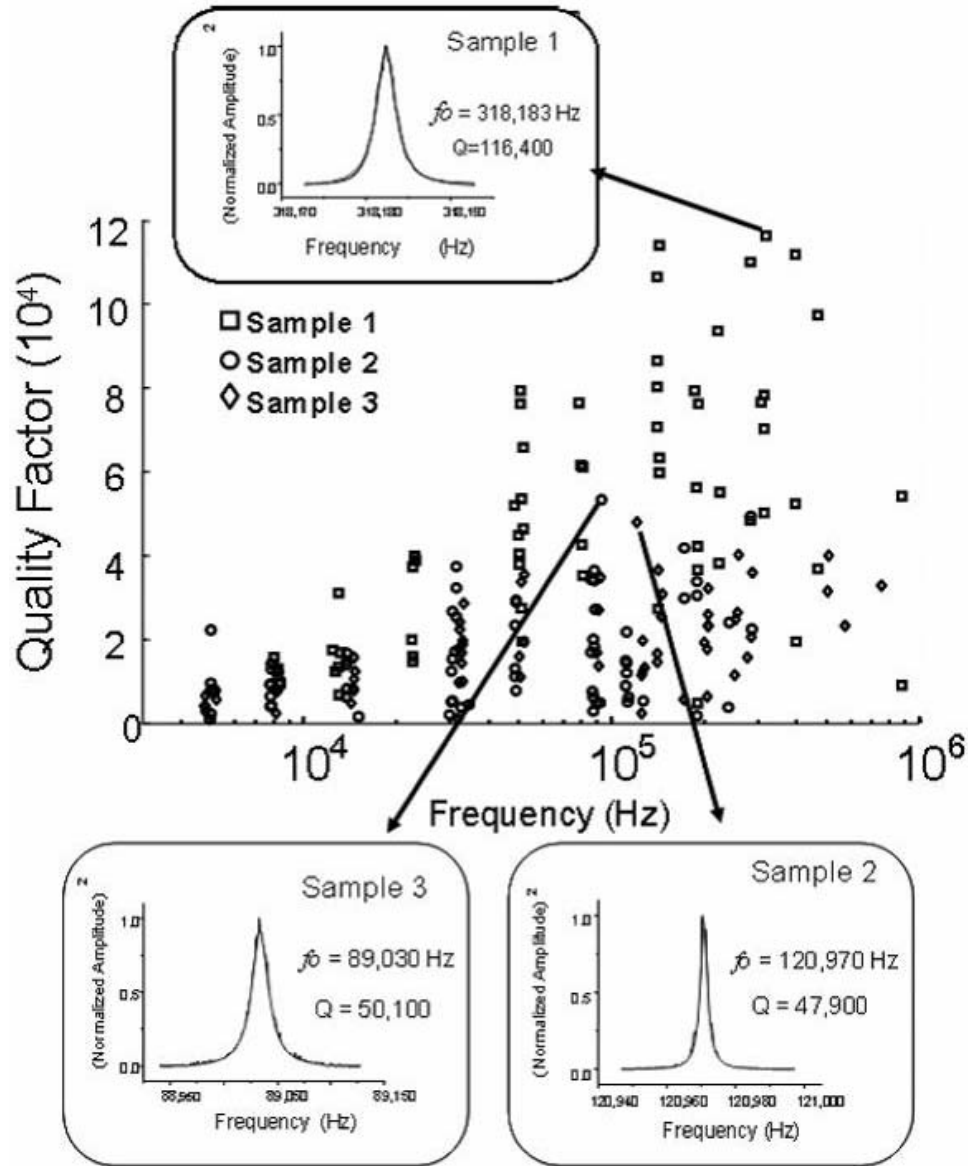 Sample 1
(Normalized Amplitude) 2
1.0
0.5
0.0
fo = 318,183 Hz
Q=116,400
318,170 318,180 318,190
Frequency (Hz)
Quality Factor (10⁴)
12
10
8
6
4
2
0
Sample 1
Sample 2
Sample 3
10⁴ 10⁵ 10⁶
Frequency (Hz)
Sample 3
(Normalized Amplitude) 2
1.0
0.5
0.0
fo = 89,030 Hz
Q = 50,100
89,050 89,150
Frequency (Hz)
Sample 2
(Normalized Amplitude) 2
1.0
0.5
0.0
fo = 120,970 Hz
Q = 47,900
120,940 120,960 120,980 121,000
Frequency (Hz)